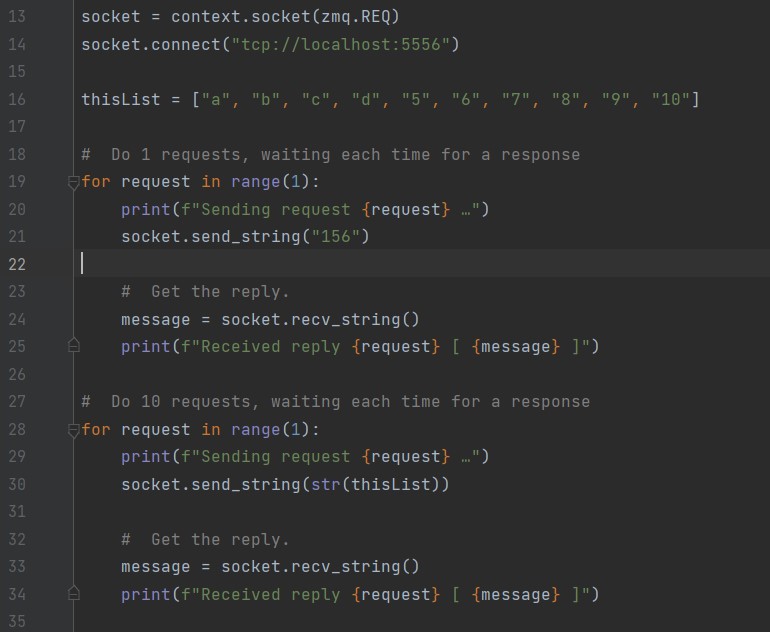 13 socket = context.socket(zmq.REQ)
14 socket.connect("tcp://localhost:5556")
15
16 thisList = ["a", "b", "c", "d", "5", "6", "7", "8", "9", "10"]
17
18 #  Do 1 requests, waiting each time for a response
19 for request in range(1):
20     print(f"Sending request {request} …")
21     socket.send_string("156")
22
23     #  Get the reply.
24     message = socket.recv_string()
25     print(f"Received reply {request} [ {message} ]")
26
27 #  Do 10 requests, waiting each time for a response
28 for request in range(1):
29     print(f"Sending request {request} …")
30     socket.send_string(str(thisList))
31
32     #  Get the reply.
33     message = socket.recv_string()
34     print(f"Received reply {request} [ {message} ]")
35